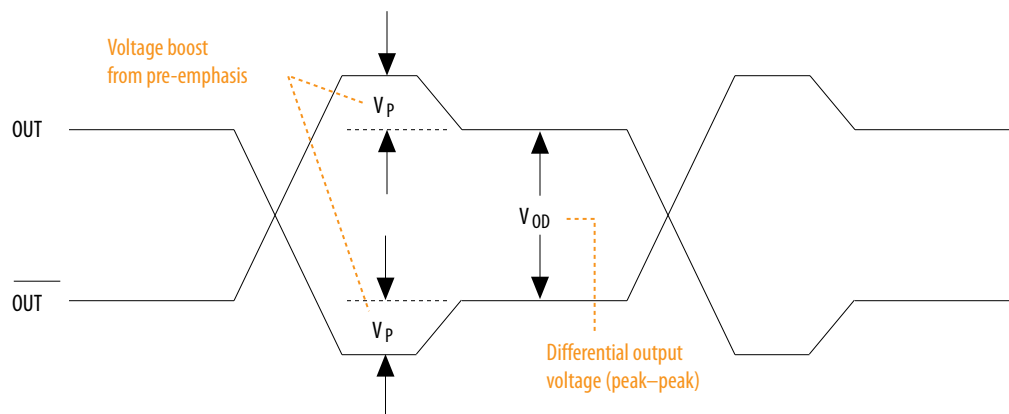 Voltage boost
from pre-emphasis
V P
OUT
V OD
OUT
V P
Differential output
voltage (peak–peak)